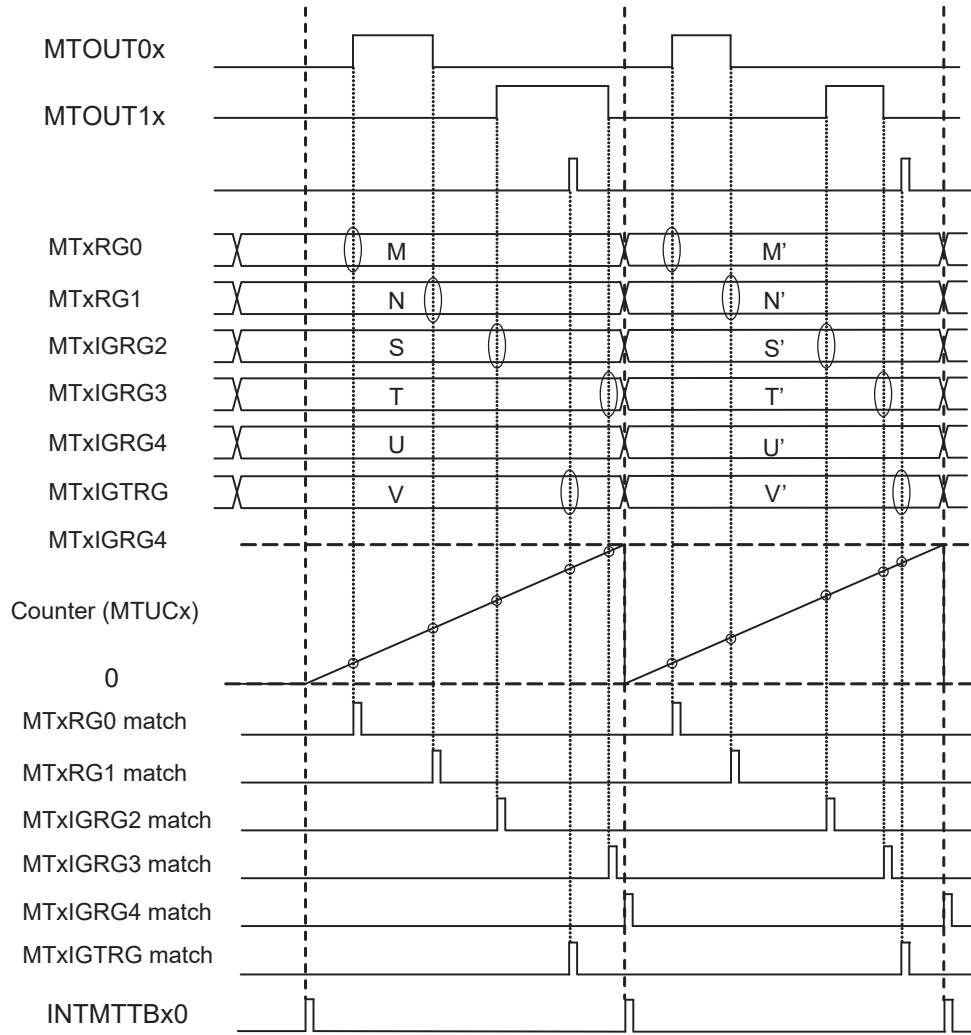 MTOUT0x
MTOUT1x
MTxRG0 M M’
MTxRG1 N N’
MTxIGRG2 S S’
MTxIGRG3 T T’
MTxIGRG4 U U’
MTxIGTRG V V’
MTxIGRG4
Counter (MTUCx)
0
MTxRG0 match
MTxRG1 match
MTxIGRG2 match
MTxIGRG3 match
MTxIGRG4 match
MTxIGTRG match
INTMTTBx0